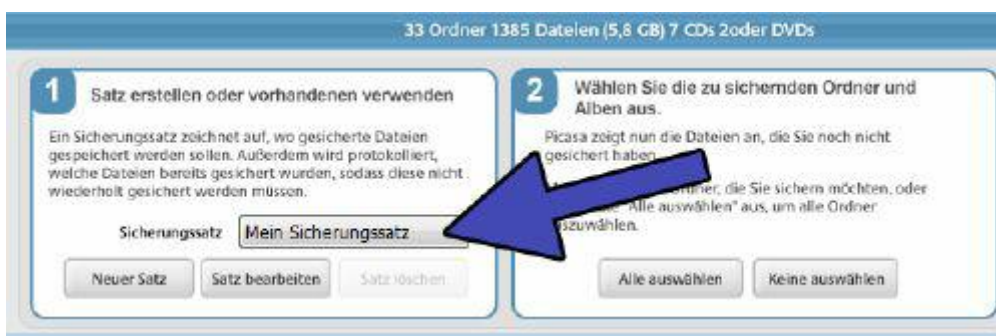 33 Ordner 1385 Dateien (5,8 GB) 7 CDs 2oder DVDs
1
Satz erstellen oder vorhandenen verwenden
Ein Sicherungssatz zeichnet auf, wo gesicherte Dateien
gespeichert werden sollen. Außerdem wird protokolliert,
welche Dateien bereits gesichert wurden, sodass diese nicht
wiederholt gesichert werden müssen.
Sicherungssatz Mein Sicherungssatz
Neuer Satz Satz bearbeiten Satz löschen
2
Wählen Sie die zu sichernden Ordner und
Alben aus.
Picasa zeigt nun die Dateien an, die Sie noch nicht
gesichert haben.
die Sie sichern möchten, oder
"Alle auswählen" aus, um alle Ordner
auszuwählen.
Alle auswählen Keine auswählen